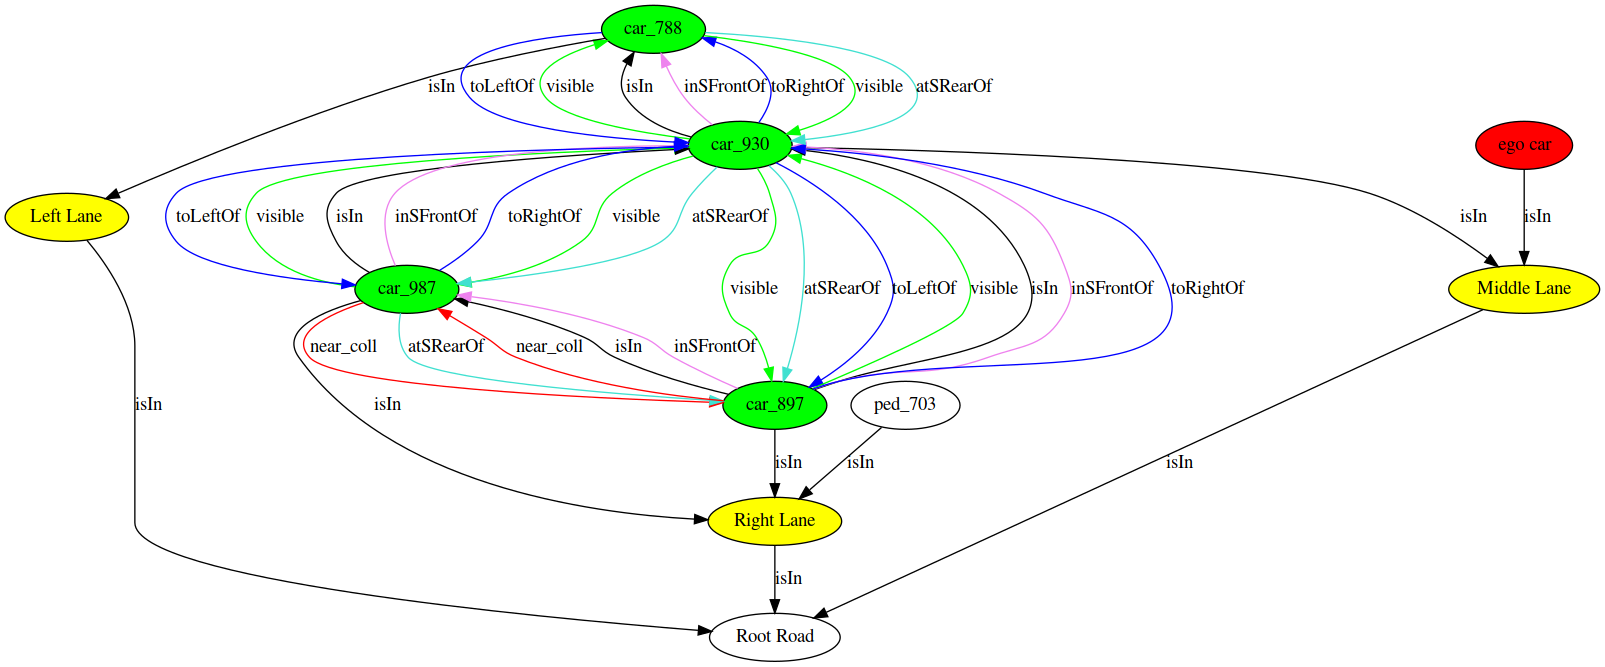 car_788
isIn toLeftOf visible isIn inSFrontOf toRightOf visible atSRearOf
car_930
ego car
Left Lane
toLeftOf visible isIn inSFrontOf toRightOf visible atSRearOf
isIn isIn
car_987
visible atSRearOf toLeftOf visible isIn inSFrontOf toRightOf
Middle Lane
near_coll atSRearOf near_coll isIn inSFrontOf
isIn isIn
car_897
ped_703
isIn isIn isIn
Right Lane
isIn
Root Road